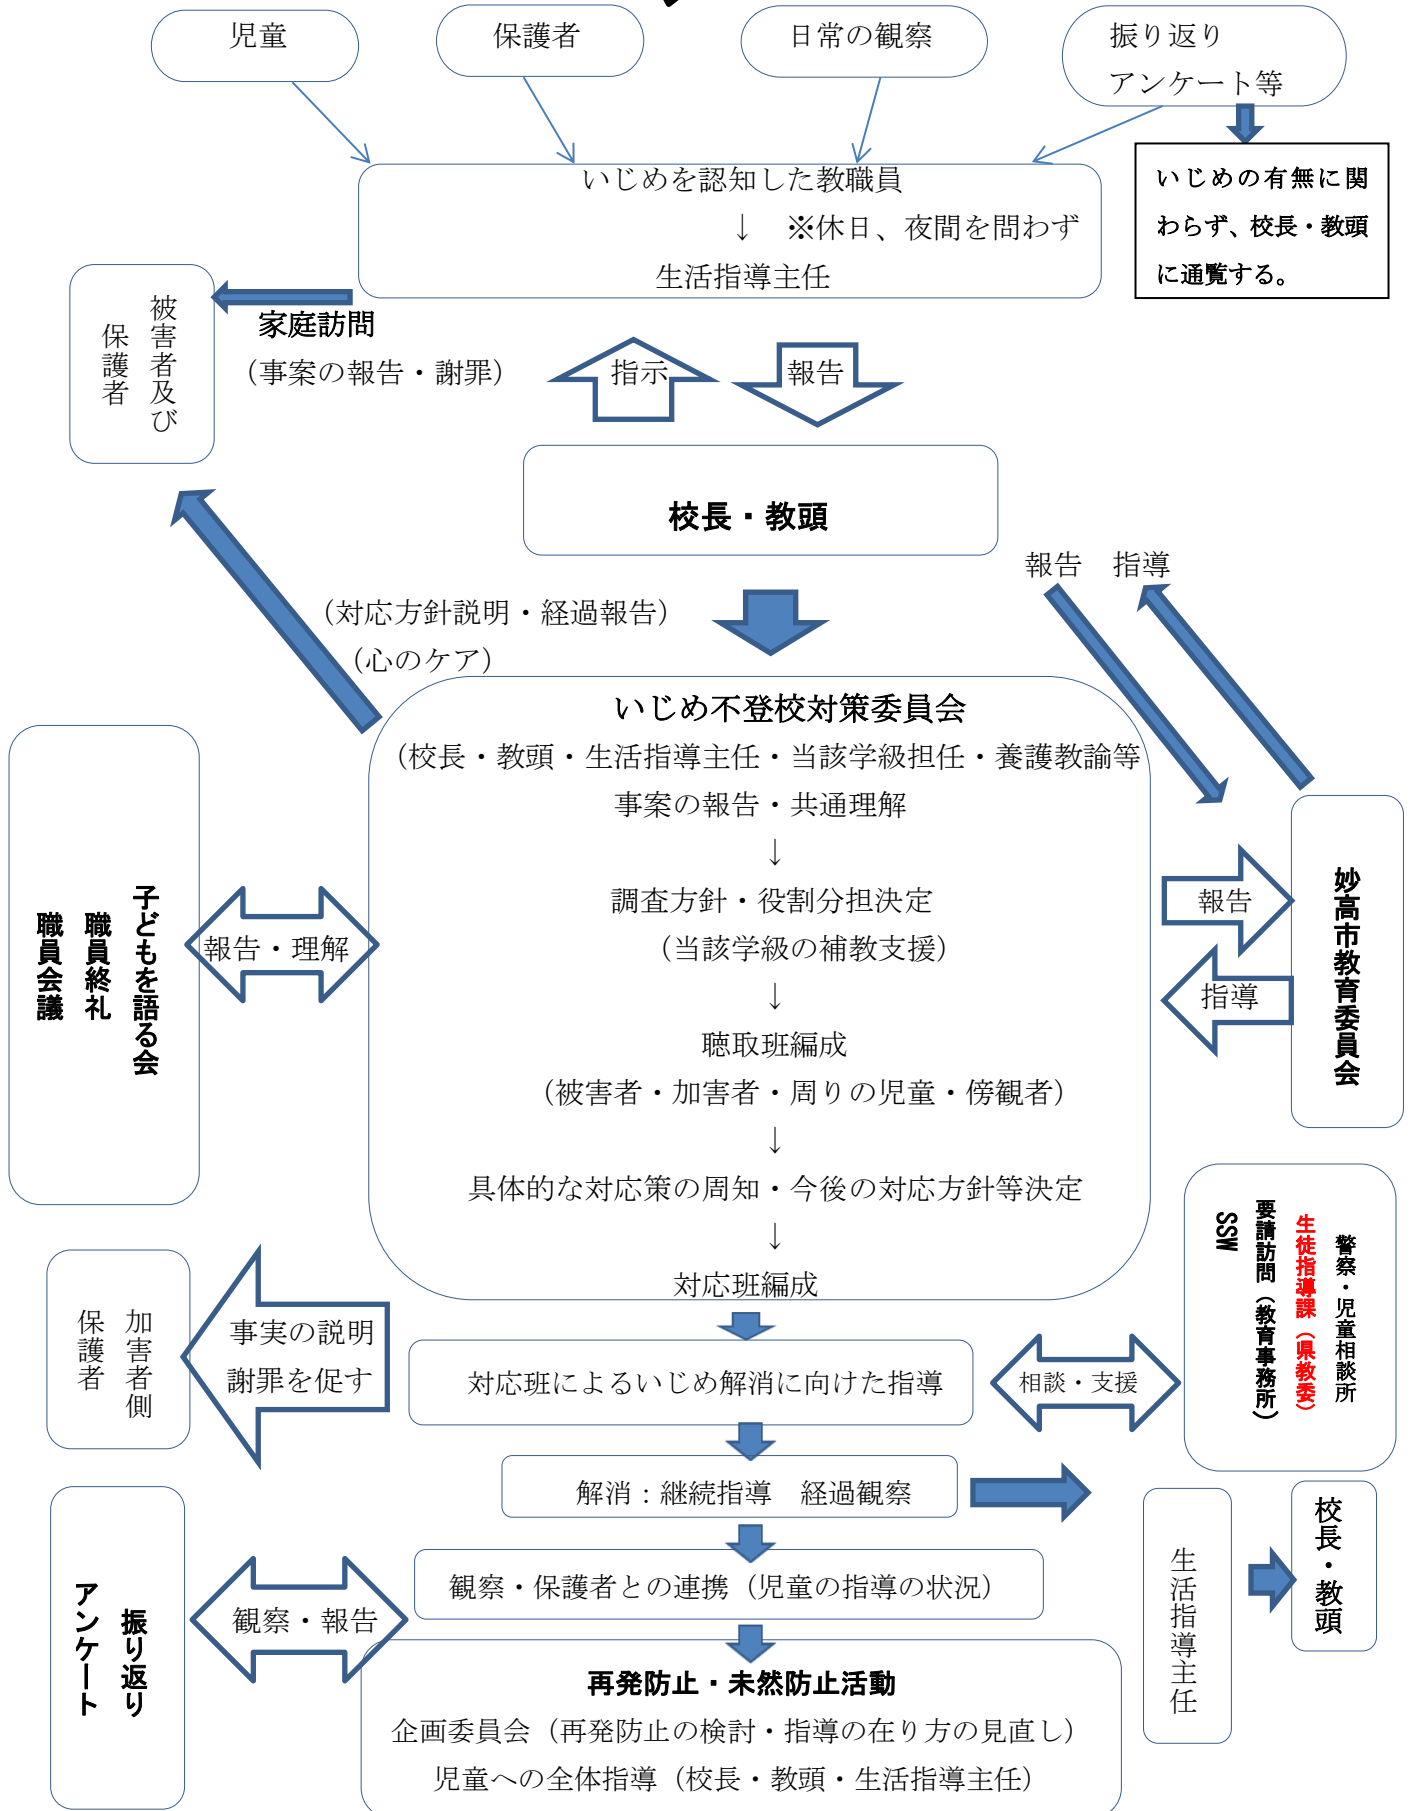 児童
保護者
日常の観察
振り返り
アンケート等
いじめを認知した教職員
↓　※休日、夜間を問わず
生活指導主任
いじめの有無に関
わらず、校長・教頭
に通覧する。
被害者及び
保護者
家庭訪問
（事案の報告・謝罪）
指示
報告
校長・教頭
報告　指導
（対応方針説明・経過報告）
（心のケア）
いじめ不登校対策委員会
（校長・教頭・生活指導主任・当該学級担任・養護教諭等
事案の報告・共通理解
↓
調査方針・役割分担決定
（当該学級の補教支援）
↓
聴取班編成
（被害者・加害者・周りの児童・傍観者）
↓
具体的な対応策の周知・今後の対応方針等決定
↓
対応班編成
子どもを語る会
職員終礼
職員会議
報告・理解
報告
指導
妙高市教育委員会
警察・児童相談所
生徒指導課（県教委）
要請訪問（教育事務所）
SSW
加害者側
保護者
事実の説明
謝罪を促す
対応班によるいじめ解消に向けた指導
相談・支援
解消：継続指導　経過観察
生活指導主任
校長・教頭
観察・保護者との連携（児童の指導の状況）
振り返り
アンケート
観察・報告
再発防止・未然防止活動
企画委員会（再発防止の検討・指導の在り方の見直し）
児童への全体指導（校長・教頭・生活指導主任）